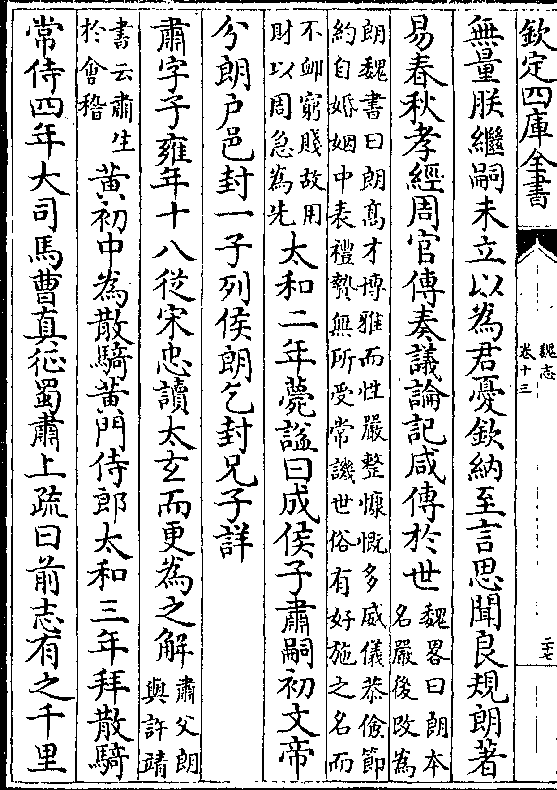 欽定四庫全書
魏志
卷十三
二十七
無量朕繼嗣未立以為君憂欽納至言思聞良規朗著
易春秋孝經周官傳奏議論記咸傳於世
魏畧曰朗本
名嚴後改為
朗魏書曰朗高才博雅而性嚴整慷慨多威儀恭儉節
約自婚姻中表禮贄無所受常譏世俗有好施之名而
不卹窮賤故用
財以周急為先
太和二年薨謚曰成侯子肅嗣初文帝
分朗户邑封一子列侯朗乞封兄子詳
肅字子雍年十八從宋忠讀太玄而更為之解
肅父朗
與許靖
書云肅生
於會稽
黄初中為散騎黄門侍郎太和三年拜散騎
常侍四年大司馬曹真征蜀肅上疏曰前志有之千里